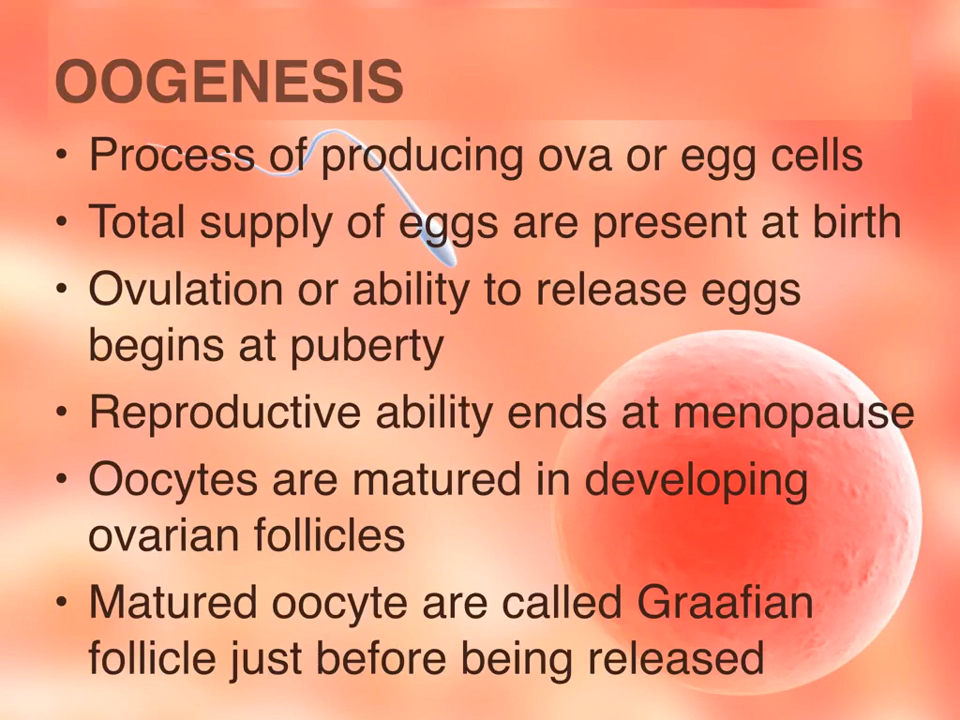 OOGENESIS
• Process of producing ova or egg cells
• Total supply of eggs are present at birth
• Ovulation or ability to release eggs
begins at puberty
• Reproductive ability ends at menopause
• Oocytes are matured in developing
ovarian follicles
• Matured oocyte are called Graafian
follicle just before being released